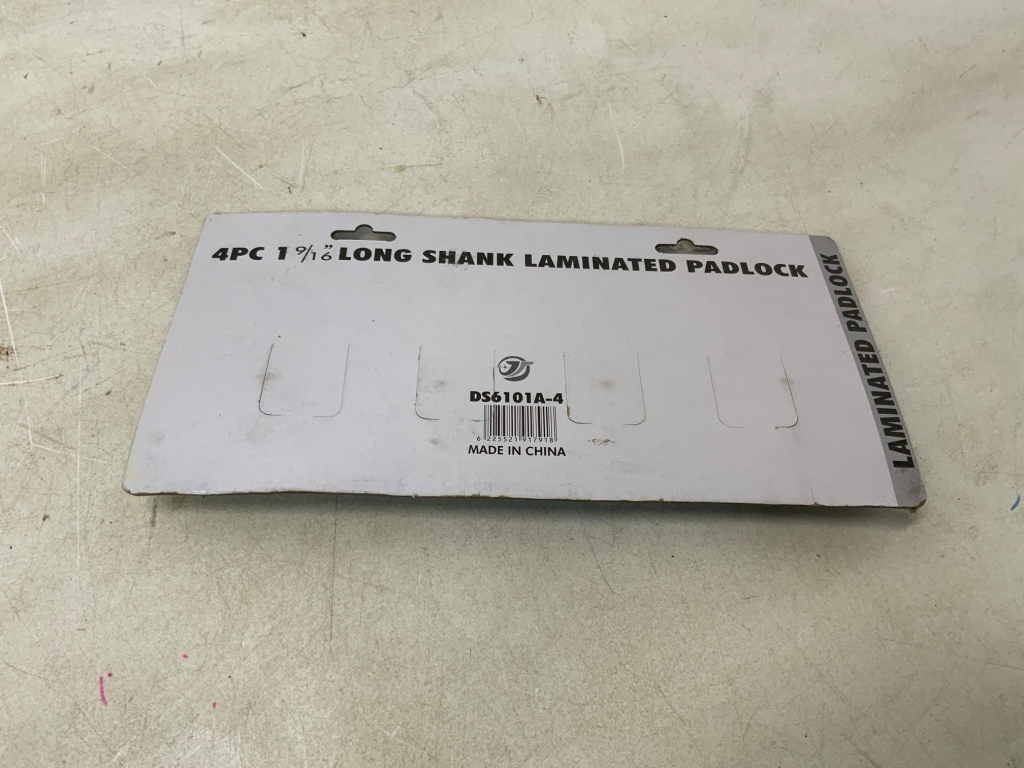 4PC 1 9/16" LONG SHANK LAMINATED PADLOCK
LAMINATED PADLOCK
DS6101A-4
6 225521 917918
MADE IN CHINA